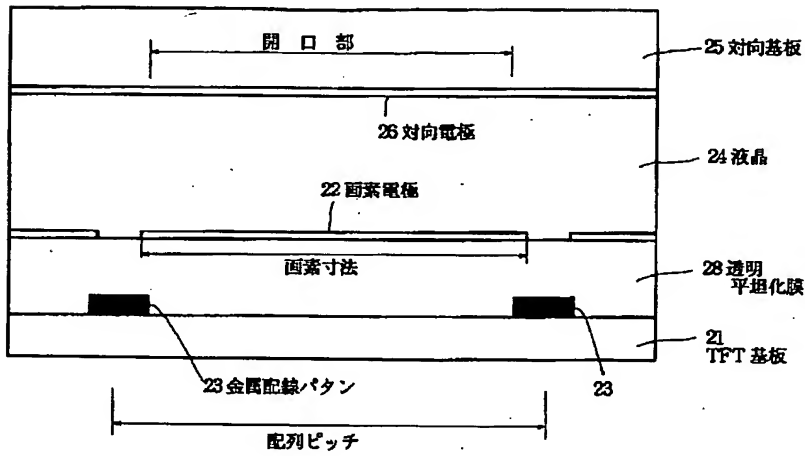 開 口 部
25 対向基板
26 対向電極
24 液晶
22 画素電極
画素寸法
28 透明
平坦化膜
21
TFT 基板
23 金属配線パタン
23
配列ピッチ